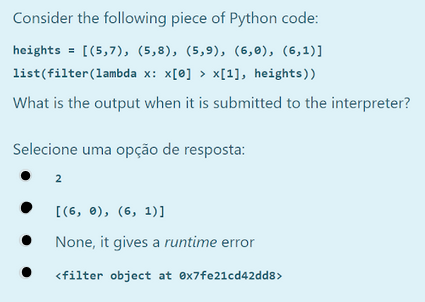 Consider the following piece of Python code:
heights = [(5,7), (5,8), (5,9), (6,0), (6,1)]
list(filter(lambda x: x[0] > x[1], heights))
What is the output when it is submitted to the interpreter?
Selecione uma opção de resposta:
2
[(6, 0), (6, 1)]
None, it gives a runtime error
<filter object at 0x7fe21cd42dd8>